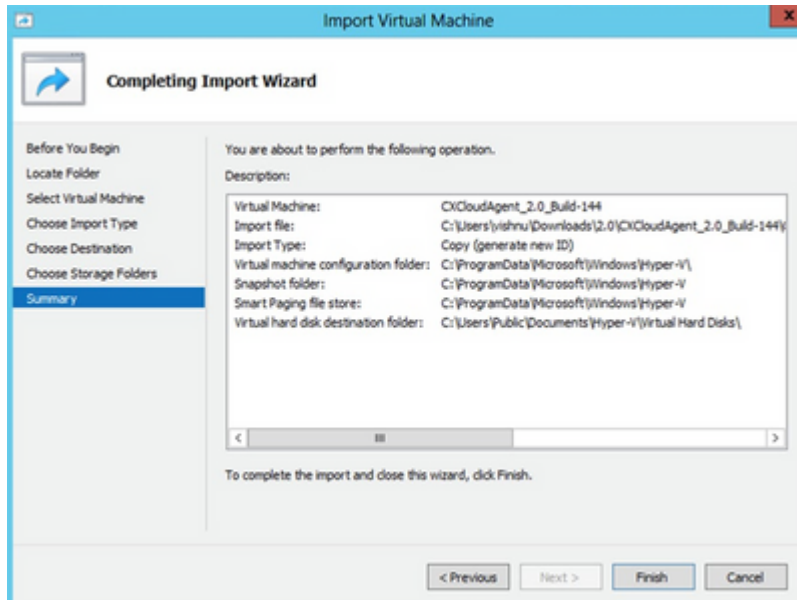 Import Virtual Machine
x
Completing Import Wizard
Before You Begin
Locate Folder
Select Virtual Machine
Choose Import Type
Choose Destination
Choose Storage Folders
Summary
You are about to perform the following operation.
Description:
Virtual Machine: CXCloudAgent_2.0_Build-144
Import file: C:\Users\vishnu\Downloads\2.0\CXCloudAgent_2.0_Build-144\
Import Type: Copy (generate new ID)
Virtual machine configuration folder: C:\ProgramData\Microsoft\Windows\Hyper-V\
Snapshot folder: C:\ProgramData\Microsoft\Windows\Hyper-V
Smart Paging file store: C:\ProgramData\Microsoft\Windows\Hyper-V
Virtual hard disk destination folder: C:\Users\Public\Documents\Hyper-V\Virtual Hard Disks\
To complete the import and close this wizard, click Finish.
< Previous Next > Finish Cancel